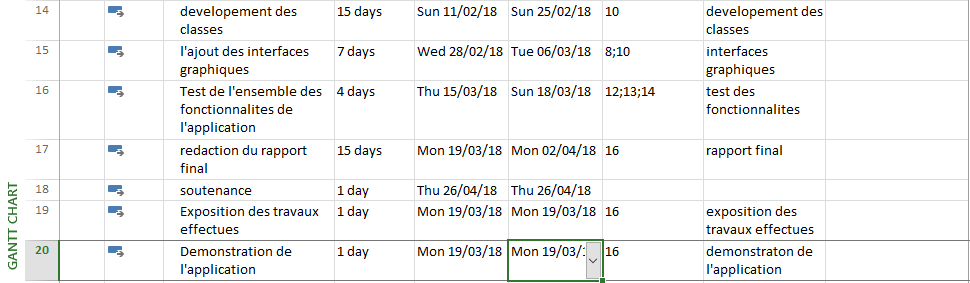 14 developement des classes 15 days Sun 11/02/18 Sun 25/02/18 10 developement des classes
15 l'ajout des interfaces graphiques 7 days Wed 28/02/18 Tue 06/03/18 8;10 interfaces graphiques
16 Test de l'ensemble des fonctionnalites de l'application 4 days Thu 15/03/18 Sun 18/03/18 12;13;14 test des fonctionnalites
17 redaction du rapport final 15 days Mon 19/03/18 Mon 02/04/18 16 rapport final
18 soutenance 1 day Thu 26/04/18 Thu 26/04/18
19 Exposition des travaux effectues 1 day Mon 19/03/18 Mon 19/03/18 16 exposition des travaux effectues
20 Demonstration de l'application 1 day Mon 19/03/18 Mon 19/03/ 16 demonstraton de l'application
GANTT CHART